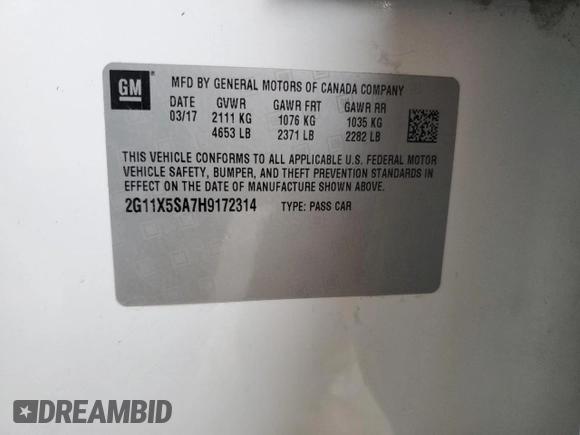 GM
MFD BY GENERAL MOTORS OF CANADA COMPANY
DATE GVWR GAWR FRT GAWR RR
03/17 2111 KG 1076 KG 1035 KG
4653 LB 2371 LB 2282 LB
THIS VEHICLE CONFORMS TO ALL APPLICABLE U.S. FEDERAL MOTOR
VEHICLE SAFETY, BUMPER, AND THEFT PREVENTION STANDARDS
IN EFFECT ON THE DATE OF MANUFACTURE SHOWN ABOVE.
2G11X5SA7H9172314 TYPE: PASS CAR
DREAMBID